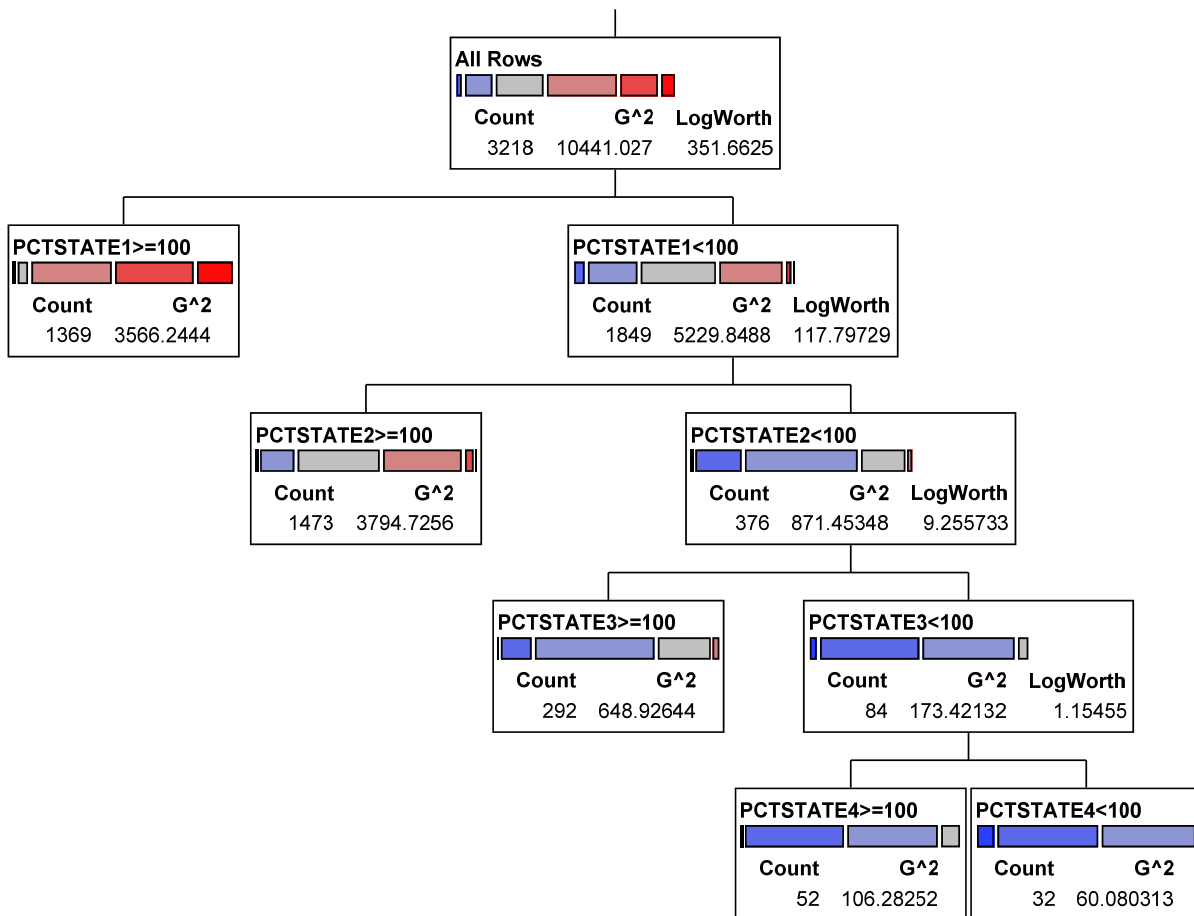 All Rows
Count G^2 LogWorth
3218 10441.027 351.6625
PCTSTATE1>=100
Count G^2
1369 3566.2444
PCTSTATE1<100
Count G^2 LogWorth
1849 5229.8488 117.79729
PCTSTATE2>=100
Count G^2
1473 3794.7256
PCTSTATE2<100
Count G^2 LogWorth
376 871.45348 9.255733
PCTSTATE3>=100
Count G^2
292 648.92644
PCTSTATE3<100
Count G^2 LogWorth
84 173.42132 1.15455
PCTSTATE4>=100
Count G^2
52 106.28252
PCTSTATE4<100
Count G^2
32 60.080313